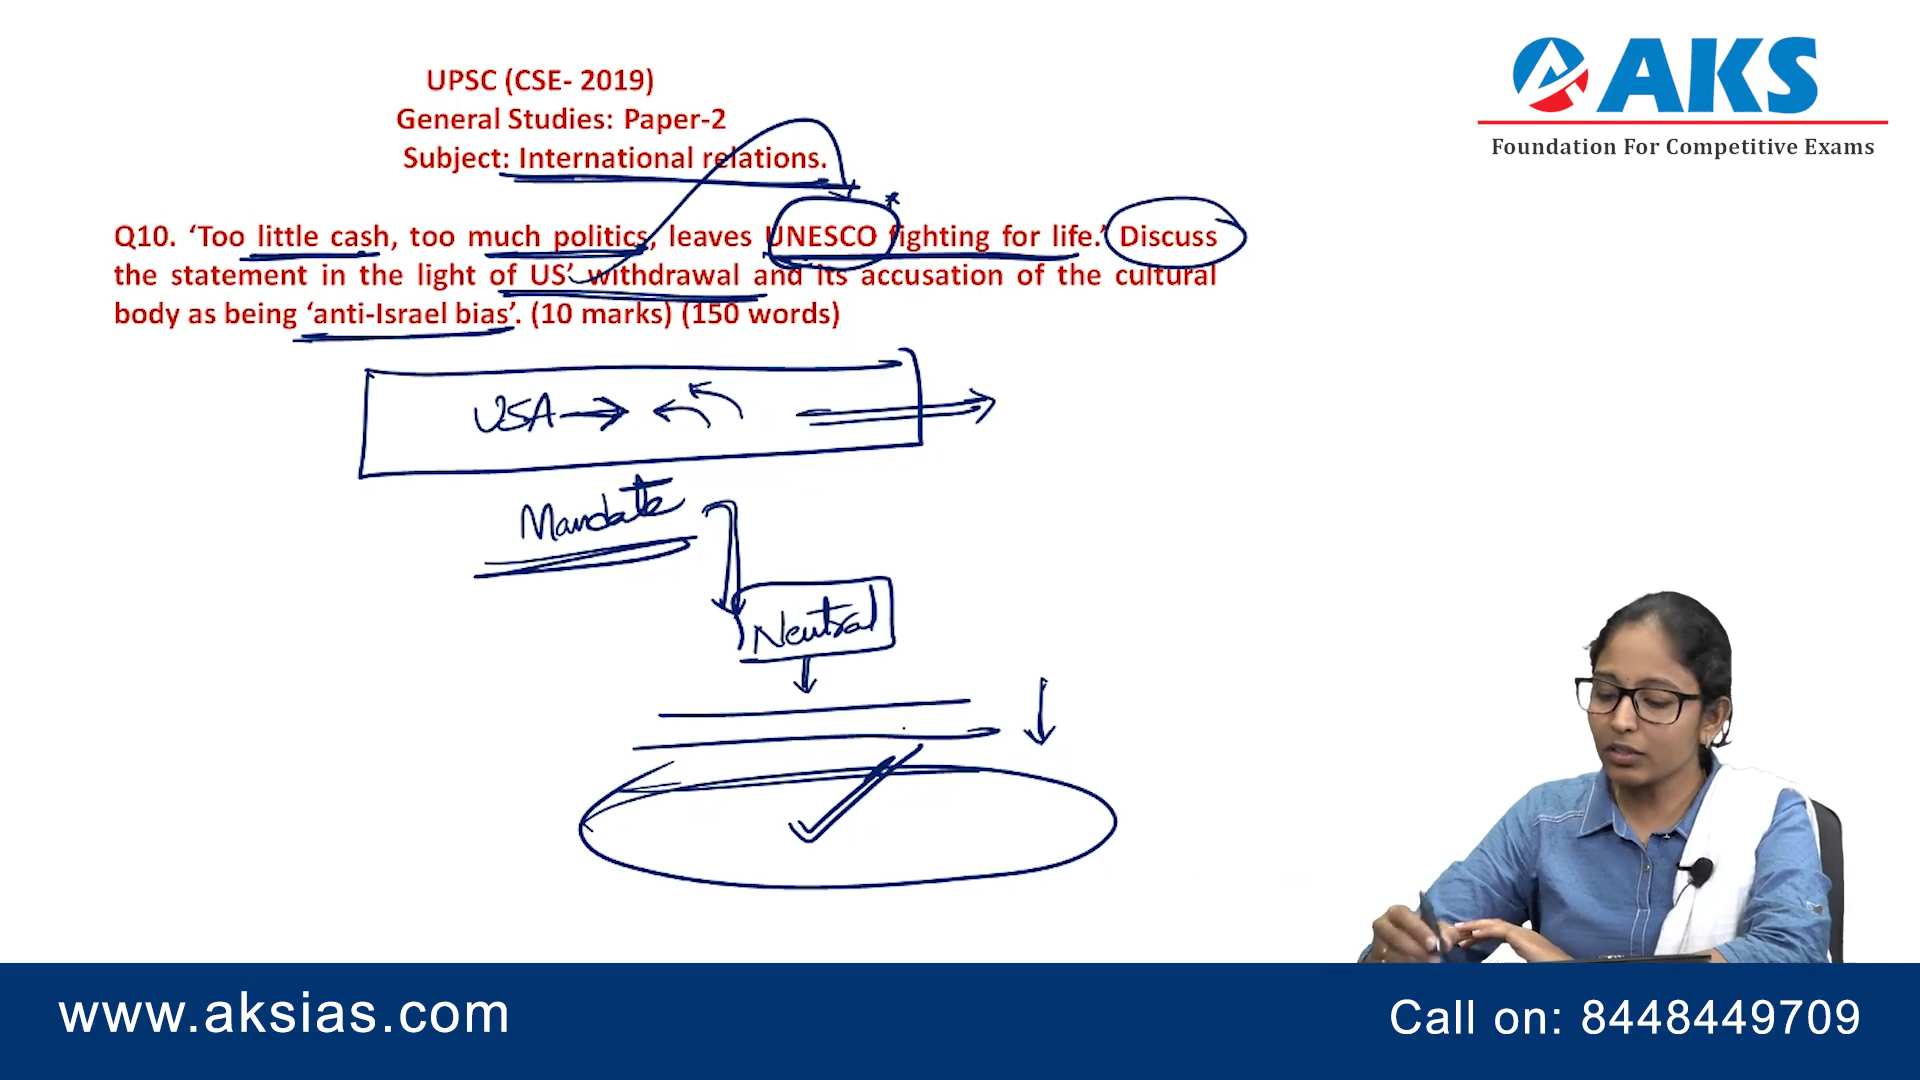 AKS
Foundation For Competitive Exams
UPSC (CSE- 2019)
General Studies: Paper-2
Subject: International relations.
Q10. ‘Too little cash, too much politics, leaves UNESCO fighting for life.’ Discuss
the statement in the light of US’ withdrawal and its accusation of the cultural
body as being ‘anti-Israel bias’. (10 marks) (150 words)
USA
Mandate
Neutral
www.aksias.com
Call on: 8448449709